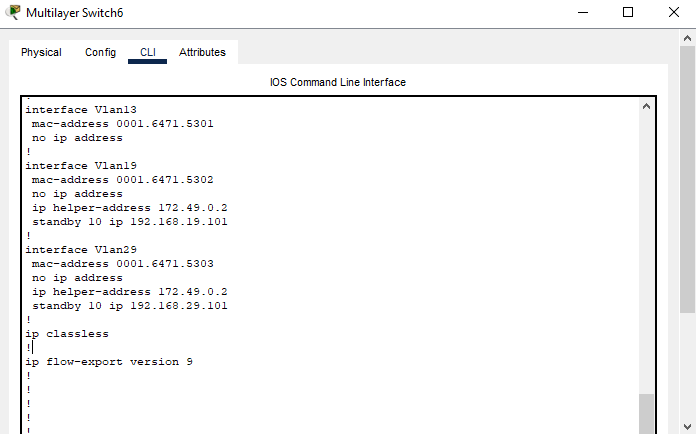 Multilayer Switch6
Physical Config CLI Attributes
IOS Command Line Interface
!
interface Vlan13
mac-address 0001.6471.5301
no ip address
!
interface Vlan19
mac-address 0001.6471.5302
no ip address
ip helper-address 172.49.0.2
standby 10 ip 192.168.19.101
!
interface Vlan29
mac-address 0001.6471.5303
no ip address
ip helper-address 172.49.0.2
standby 10 ip 192.168.29.101
!
ip classless
!
ip flow-export version 9
!
!
!
!
!